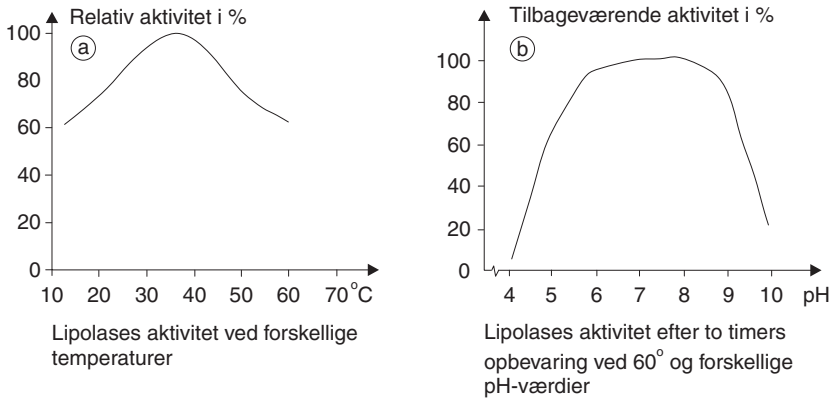 Relativ aktivitet i %
a
100
80
60
40
20
0
10 20 30 40 50 60 70 °C
Lipolases aktivitet ved forskellige
temperaturer
Tilbageværende aktivitet i %
b
100
80
60
40
20
0
4 5 6 7 8 9 10 pH
Lipolases aktivitet efter to timers
opbevaring ved 60° og forskellige
pH-værdier